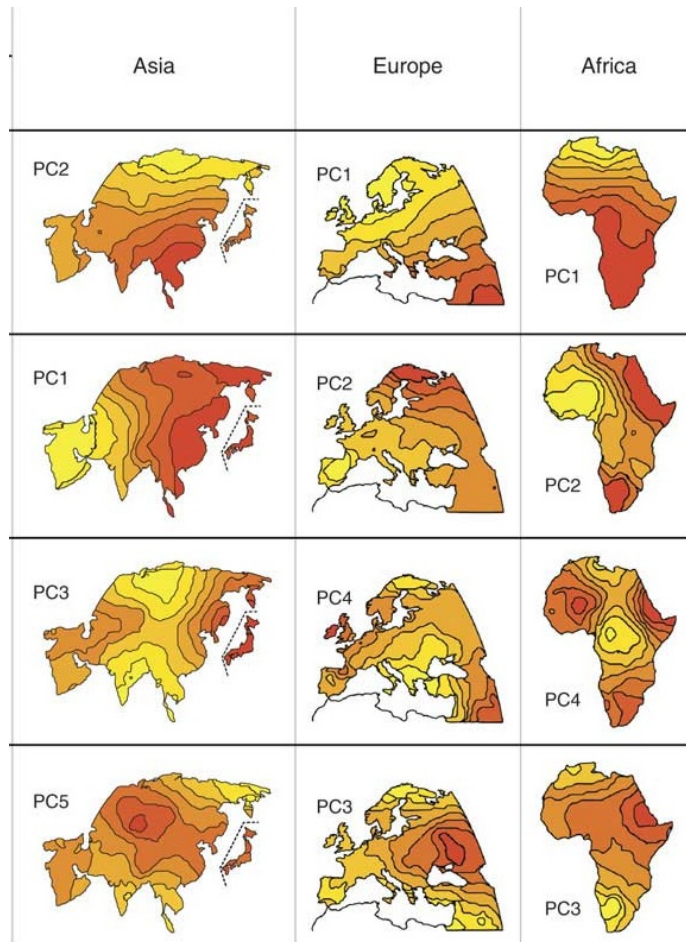 Asia Europe Africa
PC2 PC1 PC1
PC1 PC2 PC2
PC3 PC4 PC4
PC5 PC3 PC3